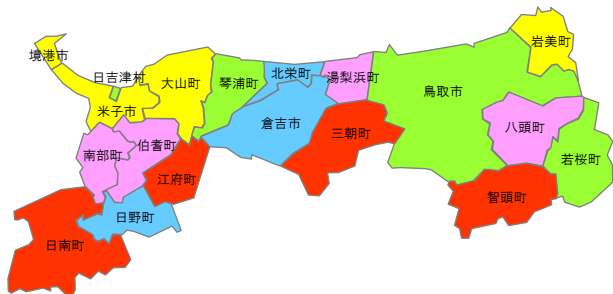 境港市
岩美町
日吉津村
大山町
琴浦町
北栄町
湯梨浜町
鳥取市
米子市
倉吉市
三朝町
八頭町
南部町
伯耆町
若桜町
江府町
智頭町
日野町
日南町